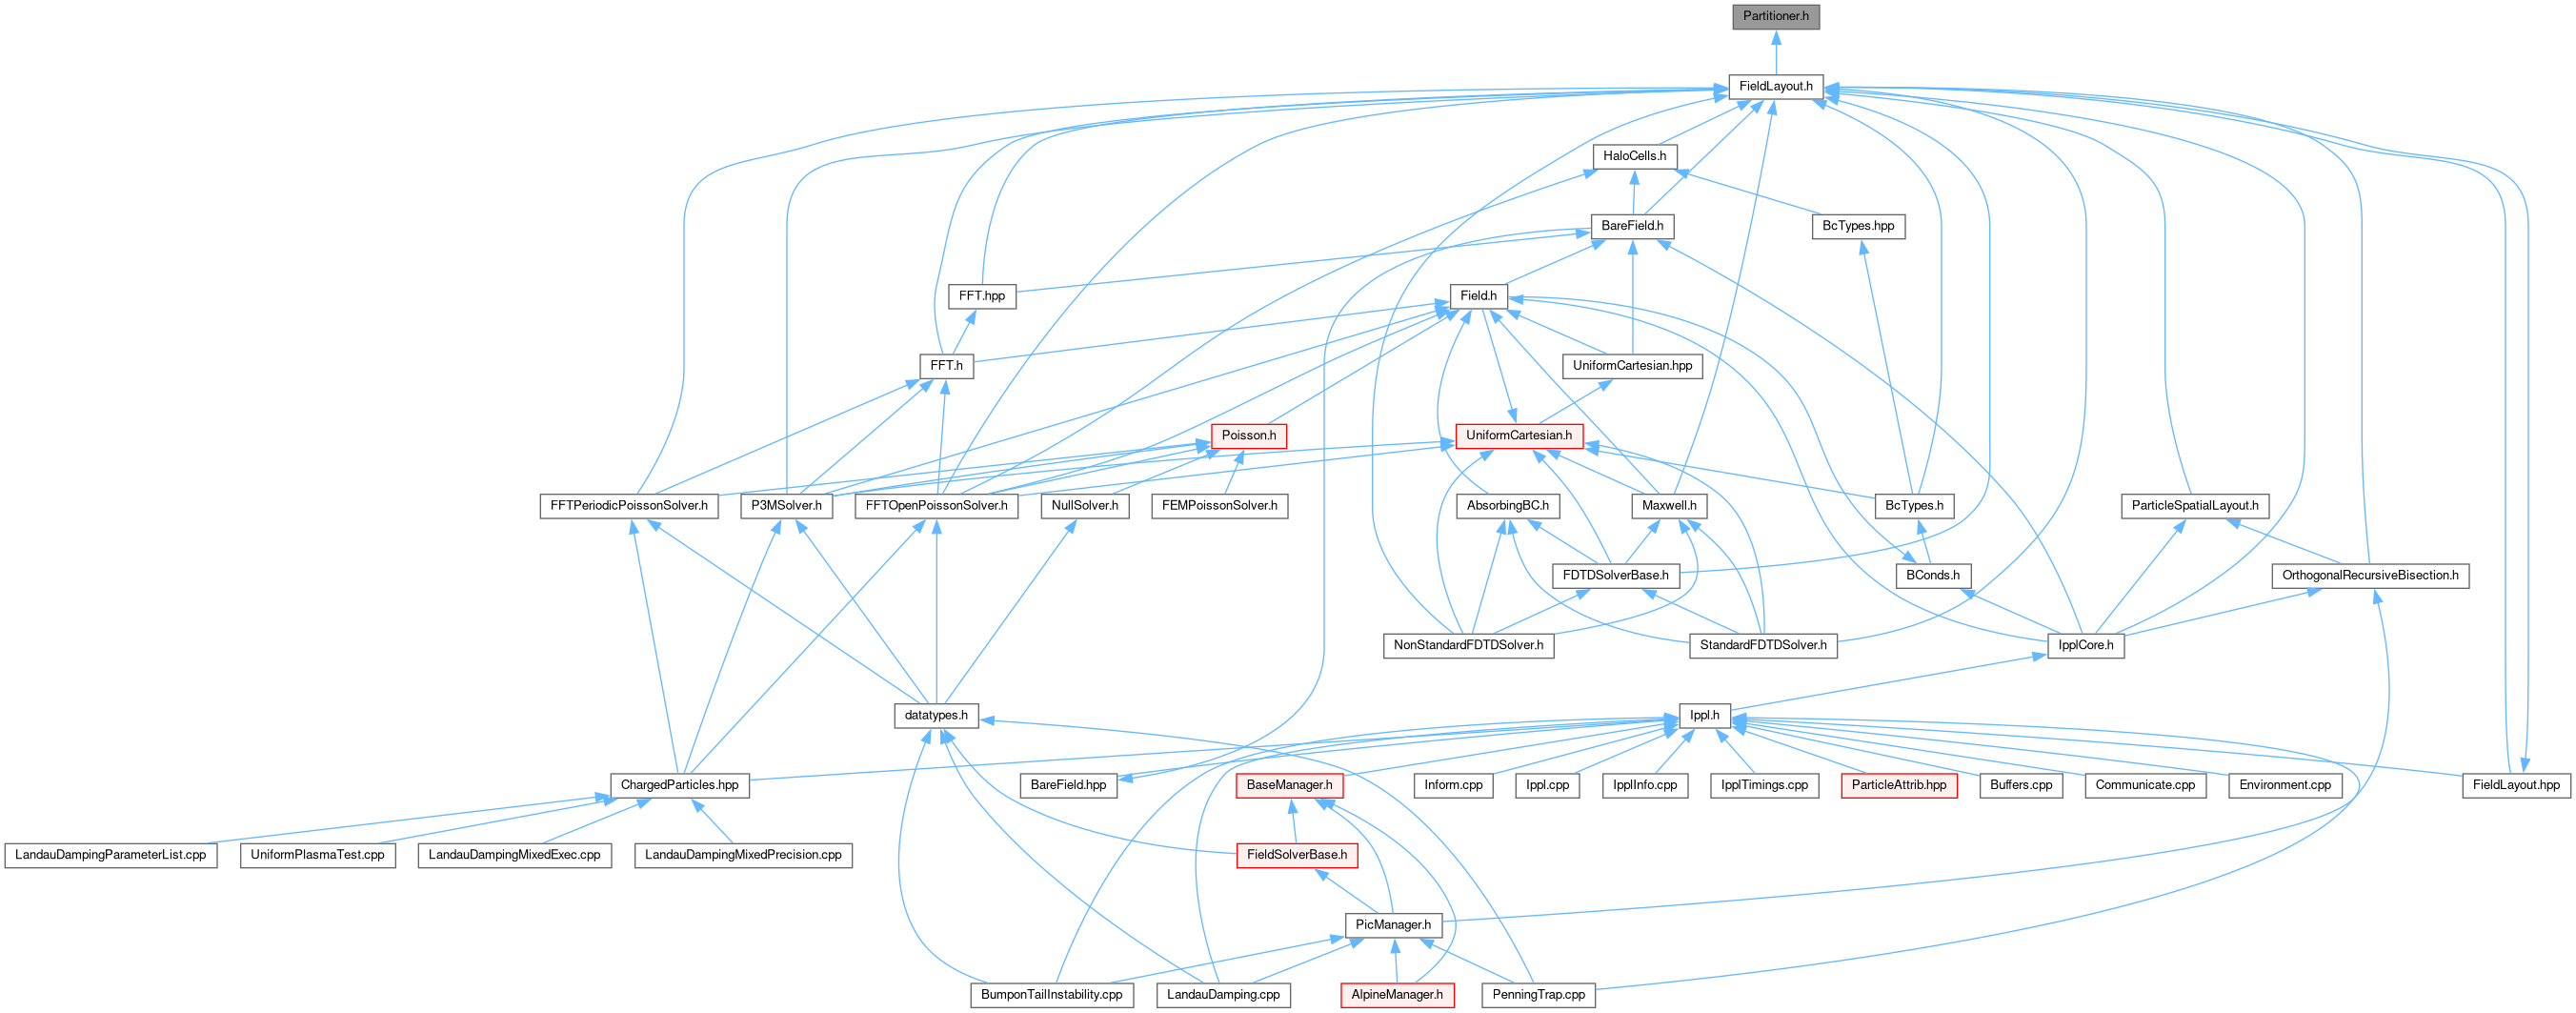 Partitioner.h
FieldLayout.h
HaloCells.h
BareField.h
BcTypes.hpp
FFT.hpp
Field.h
FFT.h
UniformCartesian.hpp
Poisson.h
UniformCartesian.h
FFTPeriodicPoissonSolver.h
P3MSolver.h
FFTOpenPoissonSolver.h
NullSolver.h
FEMPoissonSolver.h
AbsorbingBC.h
Maxwell.h
BcTypes.h
ParticleSpatialLayout.h
FDTDSolverBase.h
BConds.h
OrthogonalRecursiveBisection.h
NonStandardFDTDSolver.h
StandardFDTDSolver.h
IpplCore.h
datatypes.h
Ippl.h
ChargedParticles.hpp
BareField.hpp
BaseManager.h
Inform.cpp
Ippl.cpp
IpplInfo.cpp
IpplTimings.cpp
ParticleAttrib.hpp
Buffers.cpp
Communicate.cpp
Environment.cpp
FieldLayout.hpp
LandauDampingParameterList.cpp
UniformPlasmaTest.cpp
LandauDampingMixedExec.cpp
LandauDampingMixedPrecision.cpp
FieldSolverBase.h
PicManager.h
BumponTailInstability.cpp
LandauDamping.cpp
AlpineManager.h
PenningTrap.cpp